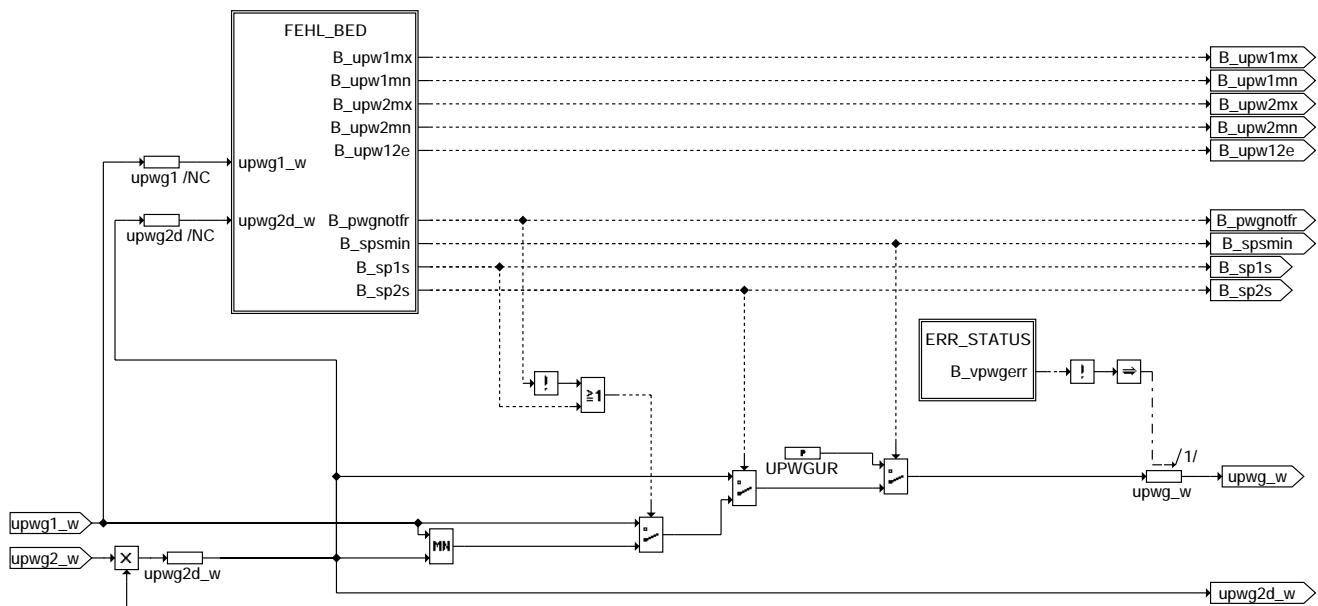 FEHL_BED
B_upw1mx
B_upw1mx
B_upw1mn
B_upw1mn
B_upw2mx
B_upw2mx
B_upw2mn
B_upw2mn
B_upw12e
B_upw12e
upwg1_w
upwg1 /NC
upwg2d_w
B_pwgnotfr
B_pwgnotfr
upwg2d /NC
B_spsmin
B_spsmin
B_sp1s
B_sp1s
B_sp2s
B_sp2s
ERR_STATUS
B_vpwgerr
!
⇒
!
≧1
P
/1/
UPWGUR
upwg_w
upwg_w
upwg1_w
MN
upwg2_w
X
upwg2d_w
upwg2d_w